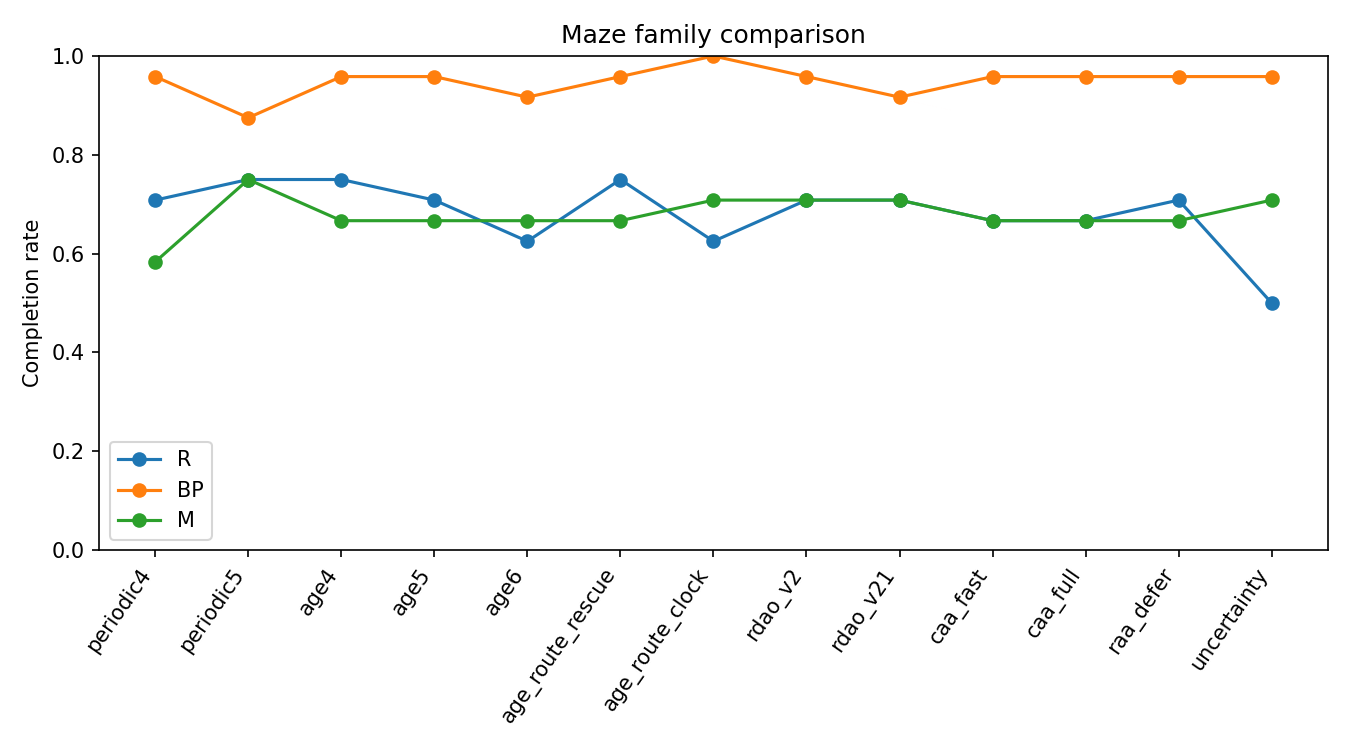 Maze family comparison
Completion rate
1.0
0.8
0.6
0.4
0.2
0.0
R
BP
M
periodic4
periodic5
age4
age5
age6
age_route_rescue
age_route_clock
rdao_v2
rdao_v21
caa_fast
caa_full
raa_defer
uncertainty